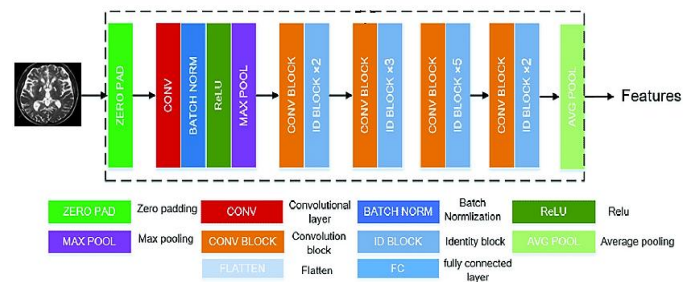 ZERO PAD
CONV
BATCH NORM
ReLU
MAX POOL
CONV BLOCK
ID BLOCK ×2
CONV BLOCK
ID BLOCK ×3
CONV BLOCK
ID BLOCK ×5
CONV BLOCK
ID BLOCK ×2
AVG POOL
Features
ZERO PAD Zero padding
CONV Convolutional layer
BATCH NORM Batch Normlization
ReLU Relu
MAX POOL Max pooling
CONV BLOCK Convolution block
ID BLOCK Identity block
AVG POOL Average pooling
FLATTEN Flatten
FC fully connected layer